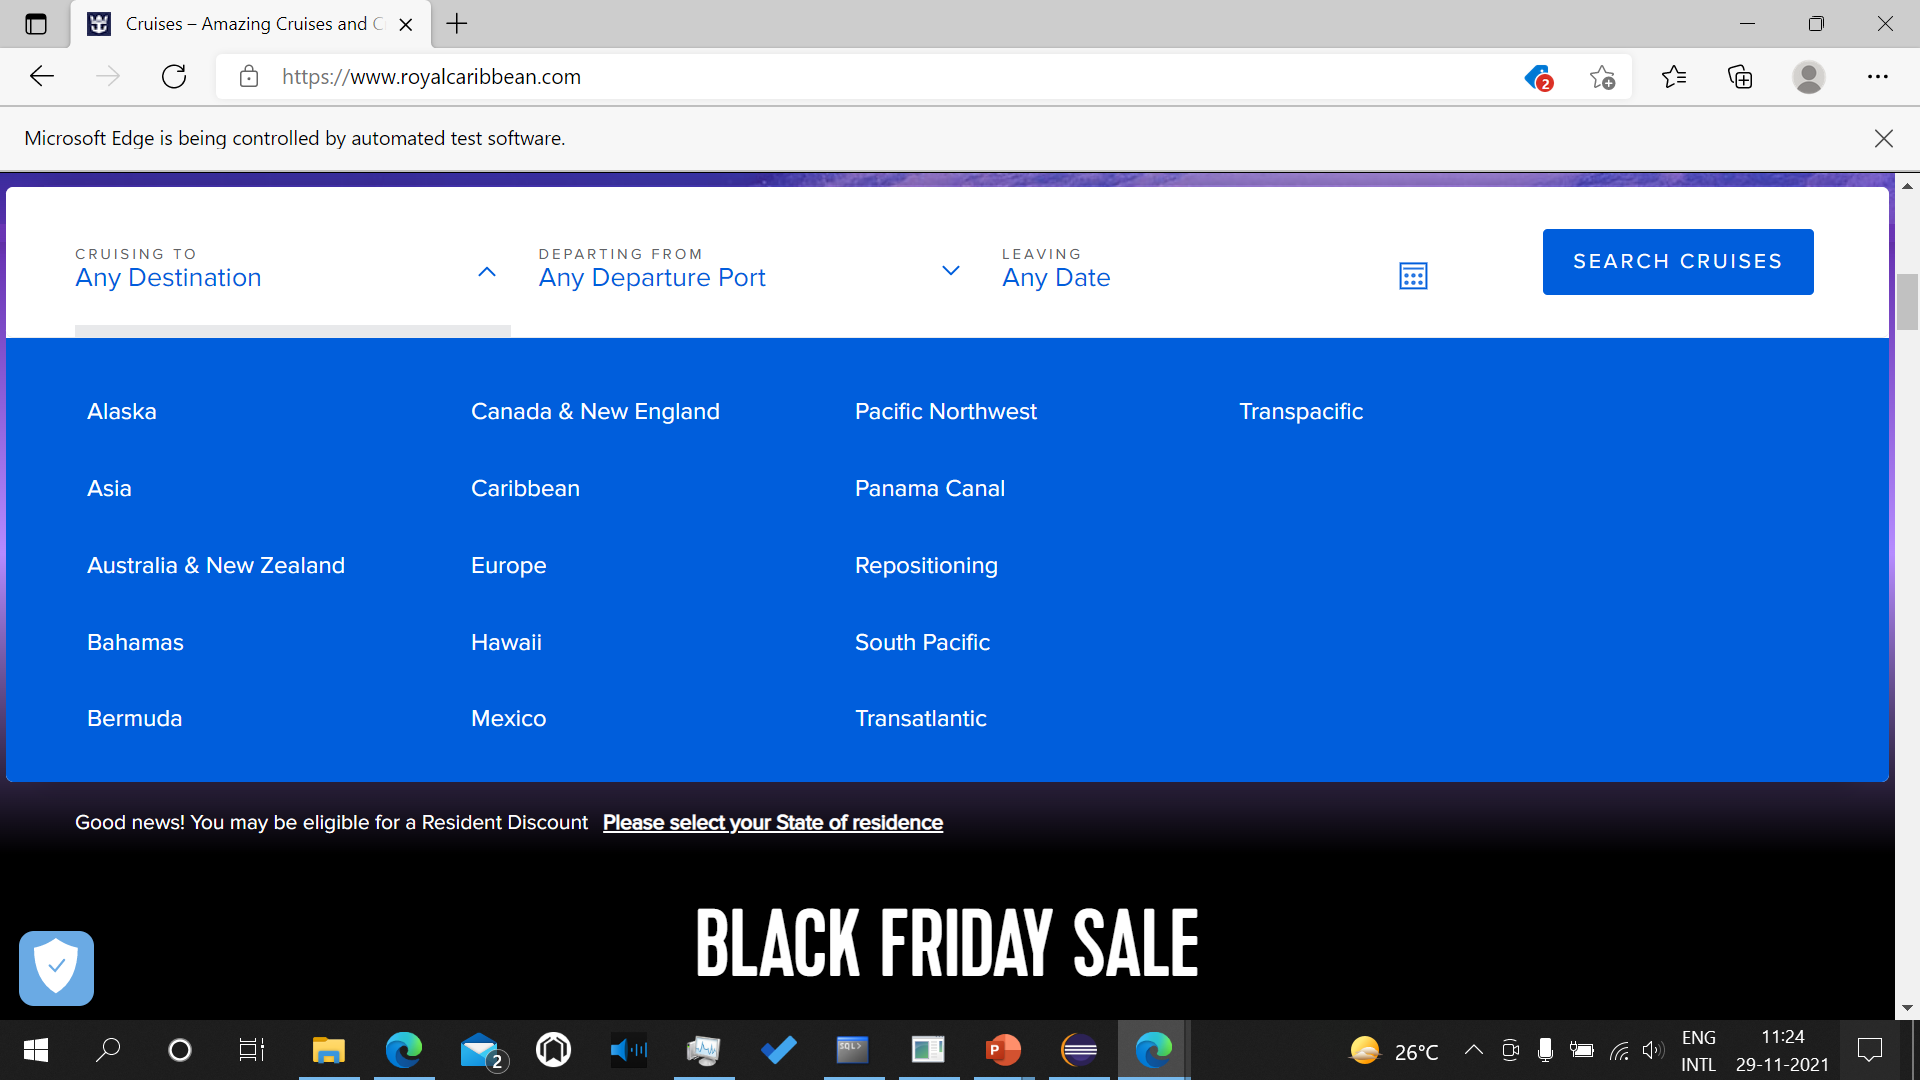 Cruises – Amazing Cruises and C
https://www.royalcaribbean.com
2
Microsoft Edge is being controlled by automated test software.
CRUISING TO
Any Destination
DEPARTING FROM
Any Departure Port
LEAVING
Any Date
SEARCH CRUISES
Alaska
Canada & New England
Pacific Northwest
Transpacific
Asia
Caribbean
Panama Canal
Australia & New Zealand
Europe
Repositioning
Bahamas
Hawaii
South Pacific
Bermuda
Mexico
Transatlantic
Good news! You may be eligible for a Resident Discount Please select your State of residence
BLACK FRIDAY SALE
2
SQL>
P
26°C
ENG
INTL
11:24
29-11-2021